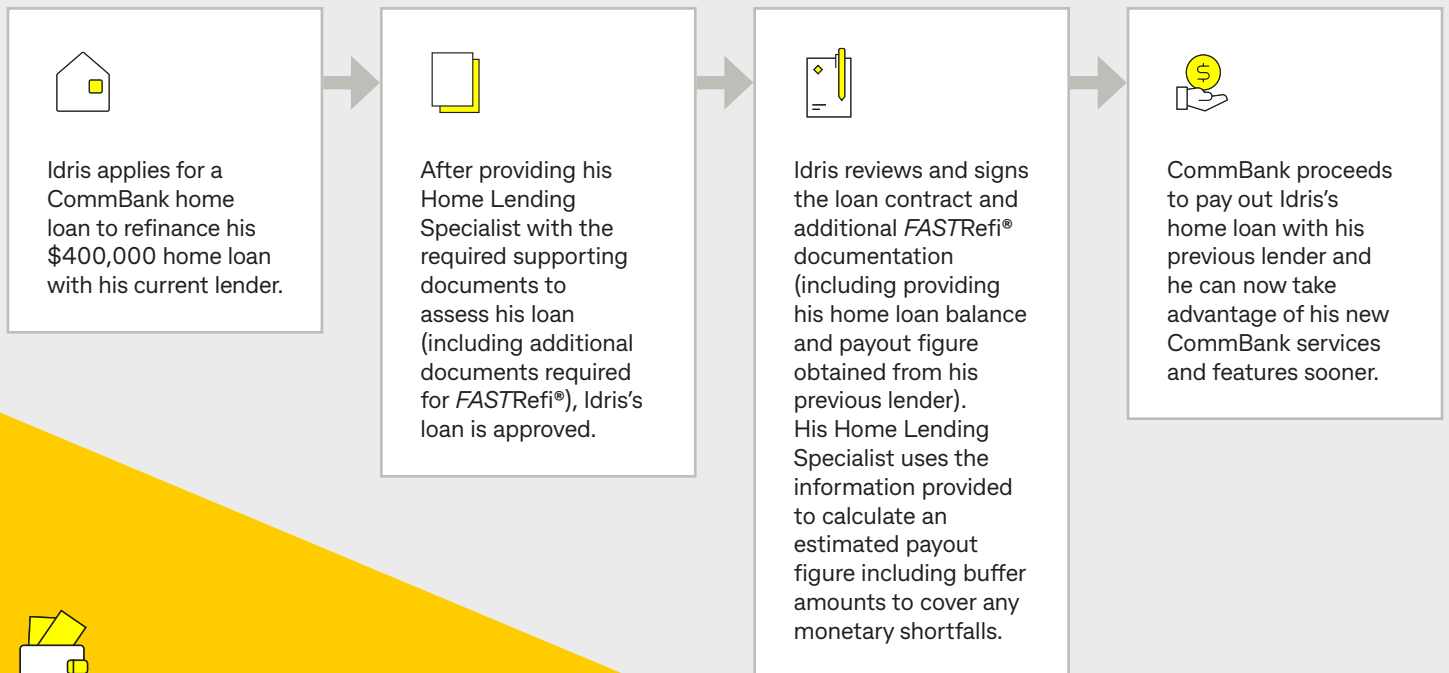 Idris applies for a
CommBank home
loan to refinance his
$400,000 home loan
with his current lender.
After providing his
Home Lending
Specialist with the
required supporting
documents to
assess his loan
(including additional
documents required
for FASTRefi®), Idris's
loan is approved.
Idris reviews and signs
the loan contract and
additional FASTRefi®
documentation
(including providing
his home loan balance
and payout figure
obtained from his
previous lender).
His Home Lending
Specialist uses the
information provided
to calculate an
estimated payout
figure including buffer
amounts to cover any
monetary shortfalls.
$
CommBank proceeds
to pay out Idris's
home loan with his
previous lender and
he can now take
advantage of his new
CommBank services
and features sooner.